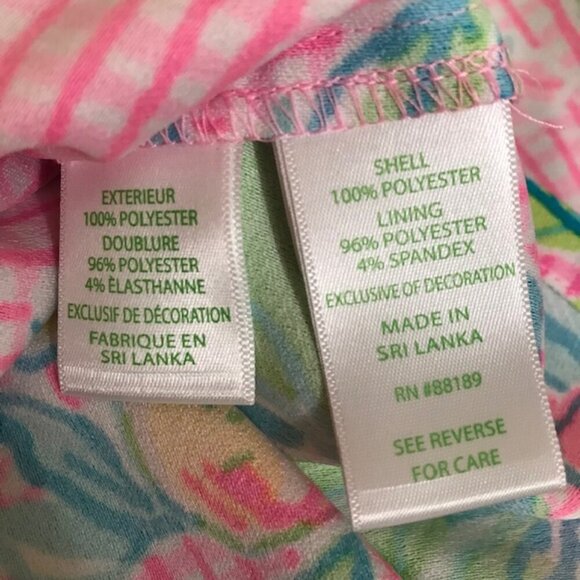 EXTERIEUR
100% POLYESTER
DOUBLURE
96% POLYESTER
4% ÈLASTHANNE
EXCLUSIF DE DÉCORATION
FABRIQUE EN
SRI LANKA
SHELL
100% POLYESTER
LINING
96% POLYESTER
4% SPANDEX
EXCLUSIVE OF DECORATION
MADE IN
SRI LANKA
RN #88189
SEE REVERSE
FOR CARE